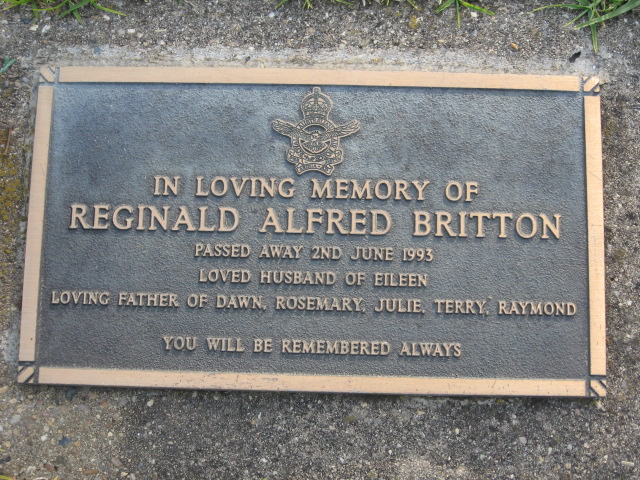 IN LOVING MEMORY OF
REGINALD ALFRED BRITTON
PASSED AWAY 2ND JUNE 1993
LOVED HUSBAND OF EILEEN
LOVING FATHER OF DAWN, ROSEMARY, JULIE, TERRY, RAYMOND
YOU WILL BE REMEMBERED ALWAYS